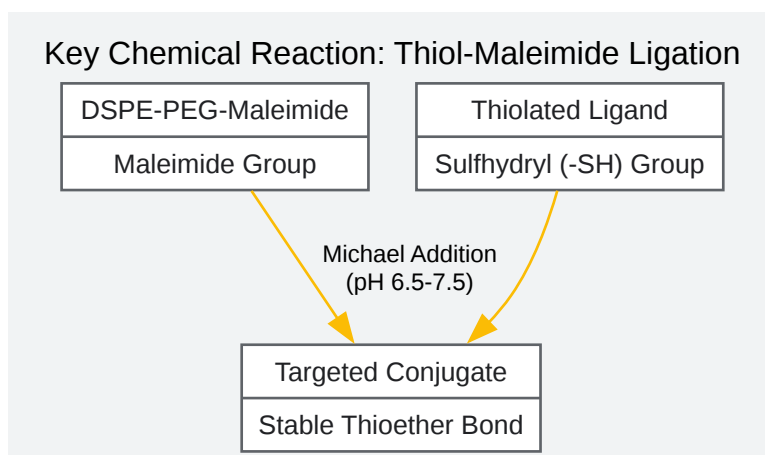 Key Chemical Reaction: Thiol-Maleimide Ligation
DSPE-PEG-Maleimide
Maleimide Group
Thiolated Ligand
Sulfhydryl (-SH) Group
Michael Addition
(pH 6.5-7.5)
Targeted Conjugate
Stable Thioether Bond